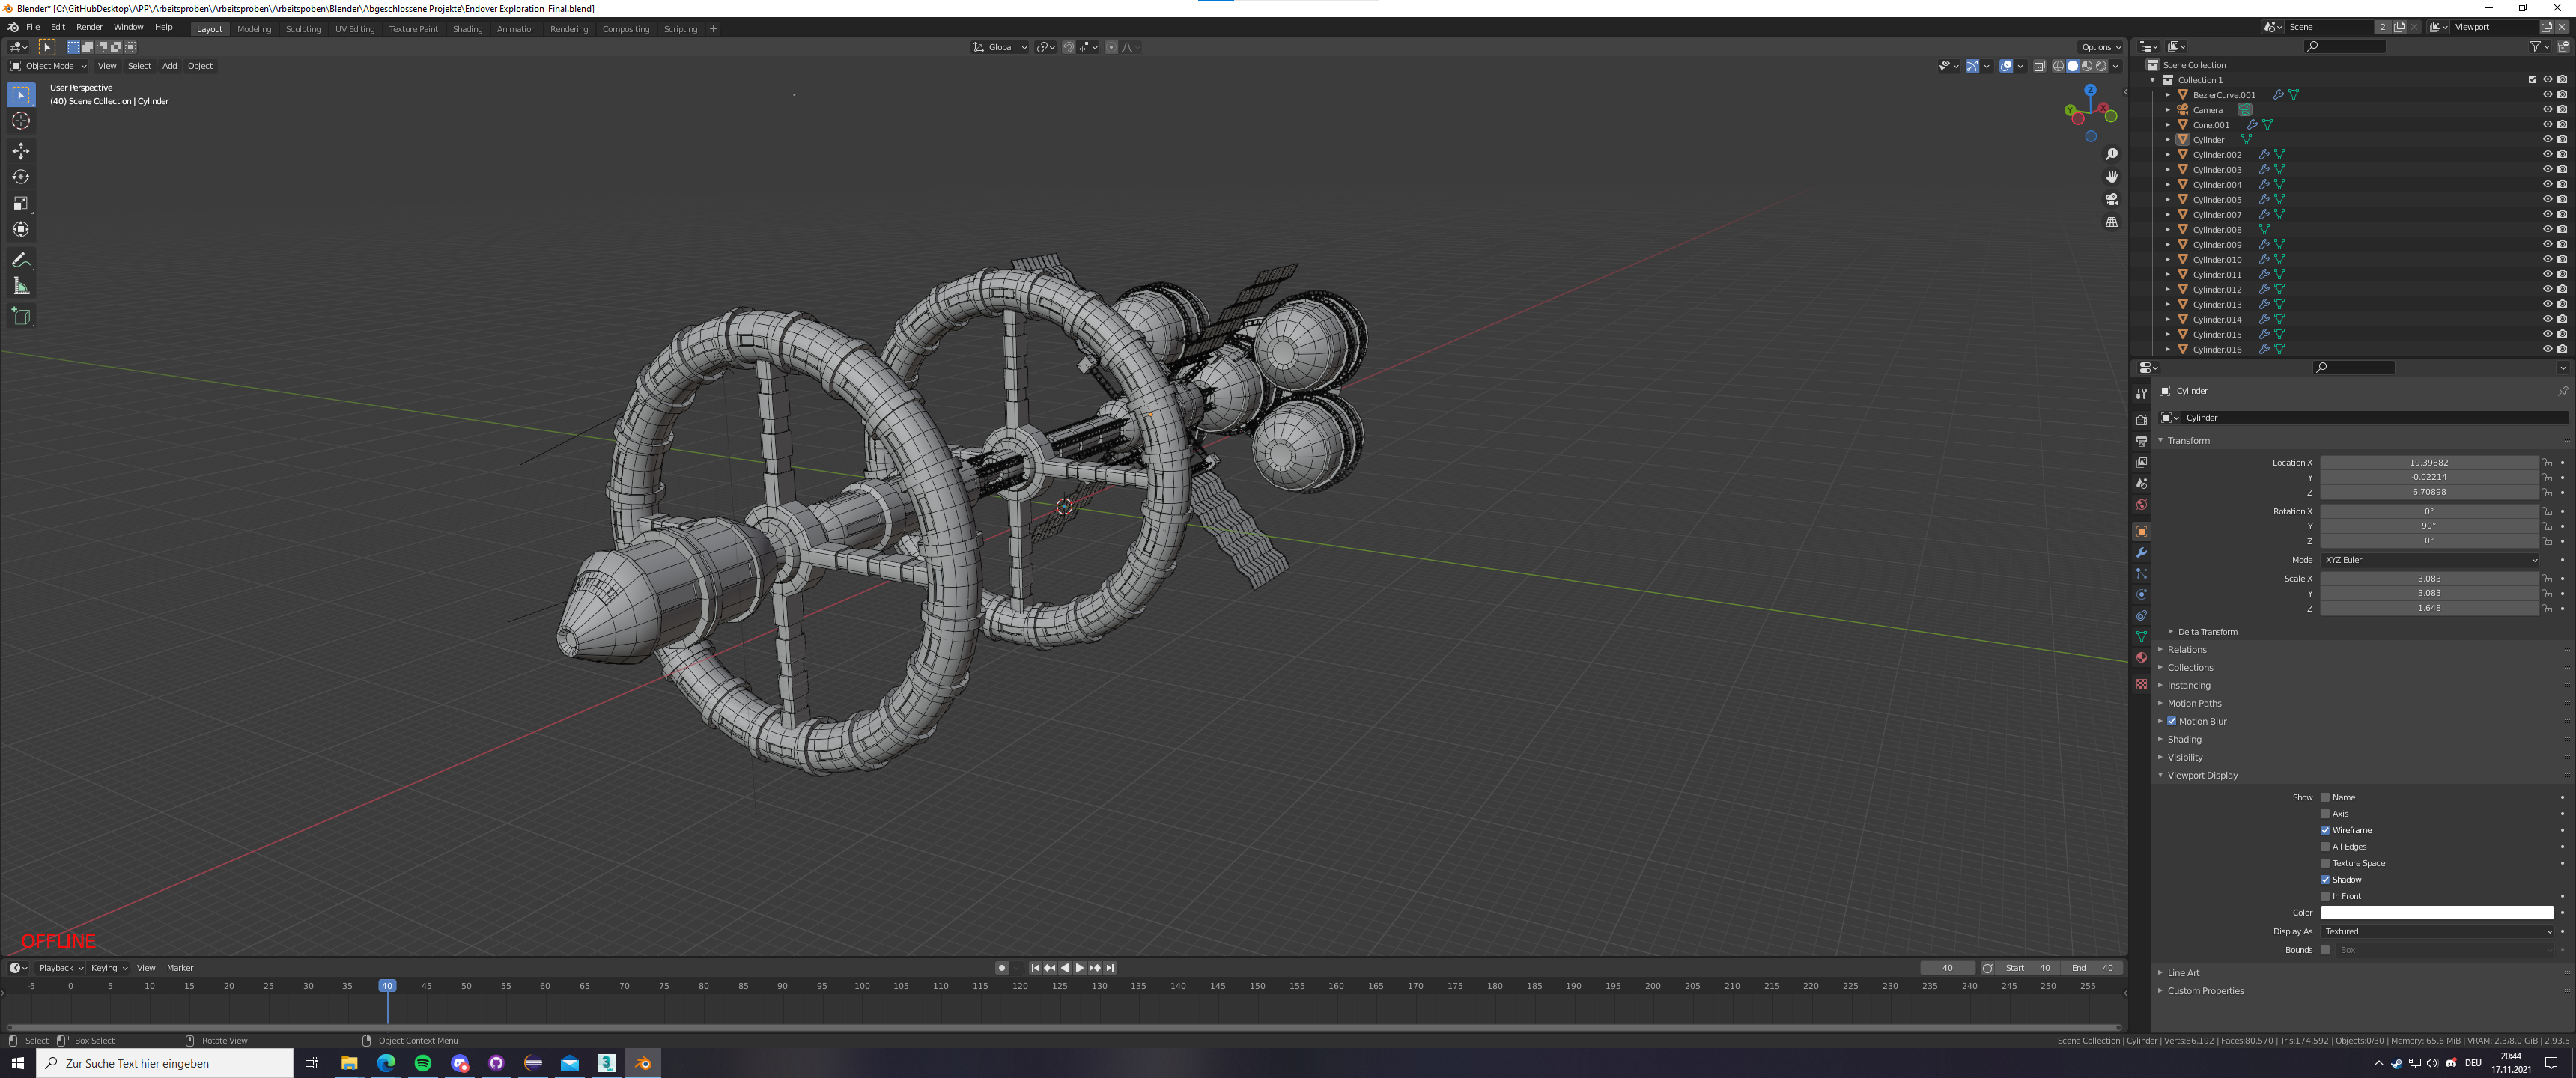 Blender* [C:\GitHubDesktop\APP\Arbeitsproben\Arbeitsproben\Arbeitspoben\Blender\Abgeschlossene Projekte\Endover Exploration_Final.blend]
File Edit Render Window Help Layout Modeling Sculpting UV Editing Texture Paint Shading Animation Rendering Compositing Scripting + Scene 2 Viewport
Global Options
Object Mode View Select Add Object
User Perspective
(40) Scene Collection | Cylinder
Z
Y X
OFFLINE
Scene Collection
Collection 1
BezierCurve.001
Camera
Cone.001
Cylinder
Cylinder.002
Cylinder.003
Cylinder.004
Cylinder.005
Cylinder.007
Cylinder.008
Cylinder.009
Cylinder.010
Cylinder.011
Cylinder.012
Cylinder.013
Cylinder.014
Cylinder.015
Cylinder.016
Cylinder
Cylinder
Transform
Location X 19.39882
Y -0.02214
Z 6.70898
Rotation X 0°
Y 90°
Z 0°
Mode XYZ Euler
Scale X 3.083
Y 3.083
Z 1.648
Delta Transform
Relations
Collections
Instancing
Motion Paths
Motion Blur
Shading
Visibility
Viewport Display
Show Name
Axis
Wireframe
All Edges
Texture Space
Shadow
In Front
Color
Display As Textured
Bounds Box
Line Art
Custom Properties
Playback Keying View Marker 40 Start 40 End 40
-5 0 5 10 15 20 25 30 35 40 45 50 55 60 65 70 75 80 85 90 95 100 105 110 115 120 125 130 135 140 145 150 155 160 165 170 175 180 185 190 195 200 205 210 215 220 225 230 235 240 245 250 255
Select Box Select Rotate View Object Context Menu Scene Collection | Cylinder | Verts:86,192 | Faces:80,570 | Tris:174,592 | Objects:0/30 | Memory: 65.6 MiB | VRAM: 2.3/8.0 GiB | 2.93.5
Zur Suche Text hier eingeben 3 DEU 20:44
17.11.2021